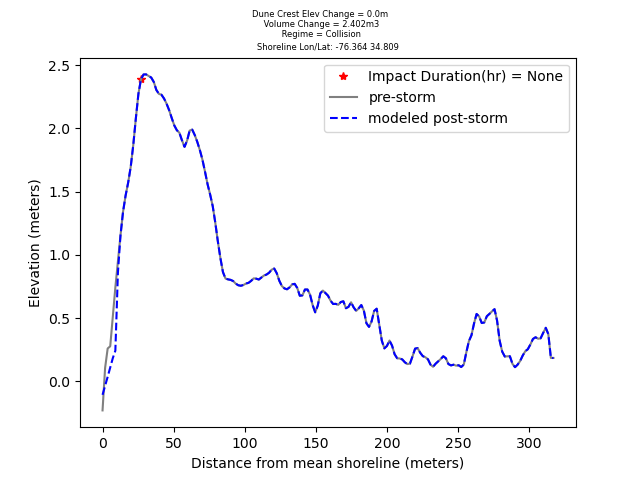 Dune Crest Elev Change = 0.0m
Volume Change = 2.402m3
Regime = Collision
Shoreline Lon/Lat: -76.364 34.809
Impact Duration(hr) = None
pre-storm
modeled post-storm
Elevation (meters)
2.5
2.0
1.5
1.0
0.5
0.0
0 50 100 150 200 250 300
Distance from mean shoreline (meters)